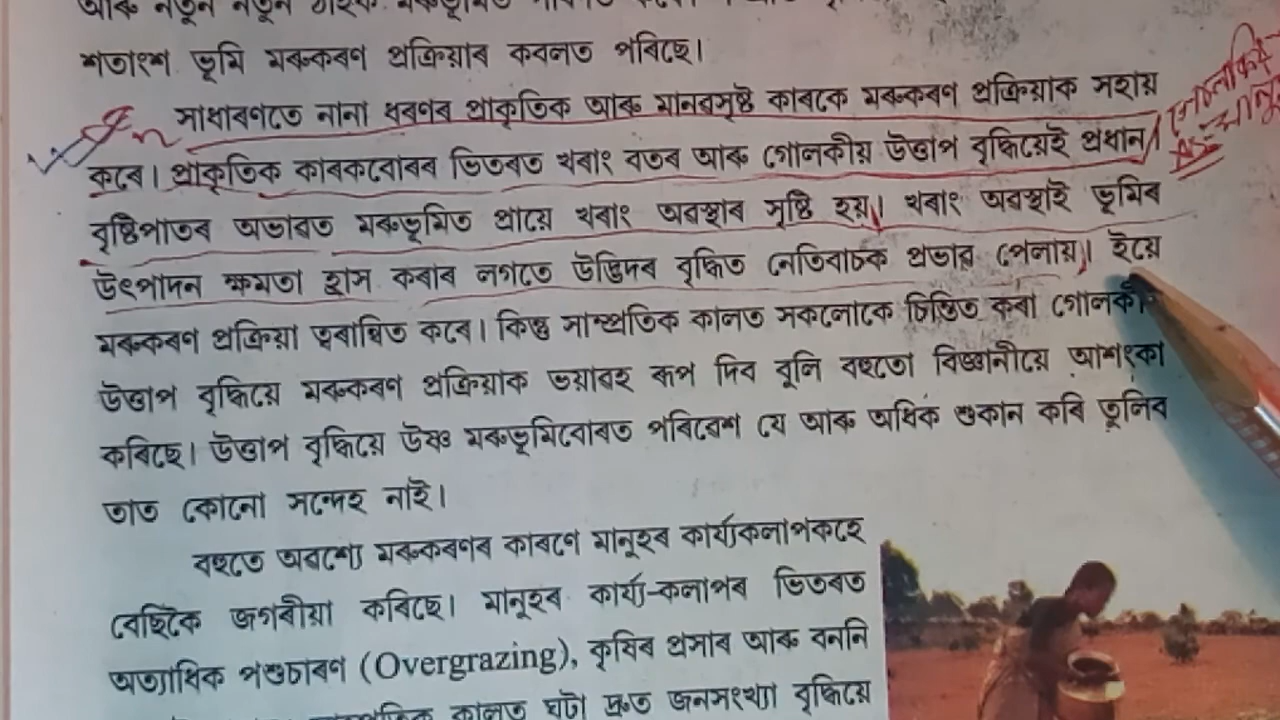 আৰু নতুন নতুন
শতাংশ ভূমি মৰুকৰণ প্ৰক্ৰিয়াৰ কবলত পৰিছে।
সাধাৰণতে নানা ধৰণৰ প্ৰাকৃতিক আৰু মানৱসৃষ্ট কাৰকে মৰুকৰণ প্ৰক্ৰিয়াক সহায়
কৰে। প্ৰাকৃতিক কাৰকবোৰৰ ভিতৰত খৰাং বতৰ আৰু গোলকীয় উত্তাপ বৃদ্ধিয়েই প্ৰধান।
বৃষ্টিপাতৰ অভাৱত মৰুভূমিত প্ৰায়ে খৰাং অৱস্থাৰ সৃষ্টি হয়। খৰাং অৱস্থাই ভূমিৰ
উৎপাদন ক্ষমতা হ্ৰাস কৰাৰ লগতে উদ্ভিদৰ বৃদ্ধিত নেতিবাচক প্ৰভাৱ পেলায়। ইয়ে
মৰুকৰণ প্ৰক্ৰিয়া ত্বৰান্বিত কৰে। কিন্তু সাম্প্ৰতিক কালত সকলোকে চিন্তিত কৰা
উত্তাপ বৃদ্ধিয়ে মৰুকৰণ প্ৰক্ৰিয়াক ভয়াবহ ৰূপ দিব বুলি বহুতো বিজ্ঞানীয়ে আশংকা
কৰিছে। উত্তাপ বৃদ্ধিয়ে উষ্ণ মৰুভূমিবোৰত পৰিবেশ যে আৰু অধিক শুকান কৰি তুলিব
তাত কোনো সন্দেহ নাই।
বহুতে অৱশ্যে মৰুকৰণৰ কাৰণে মানুহৰ কাৰ্য্যকলাপকহে
বেছিকৈ জগৰীয়া কৰিছে। মানুহৰ কাৰ্য্য-কলাপৰ ভিতৰত
অত্যাধিক পশুচাৰণ (Overgrazing), কৃষিৰ প্ৰসাৰ আৰু বননি
কালত ঘটা দ্ৰুত জনসংখ্যা বৃদ্ধিয়ে